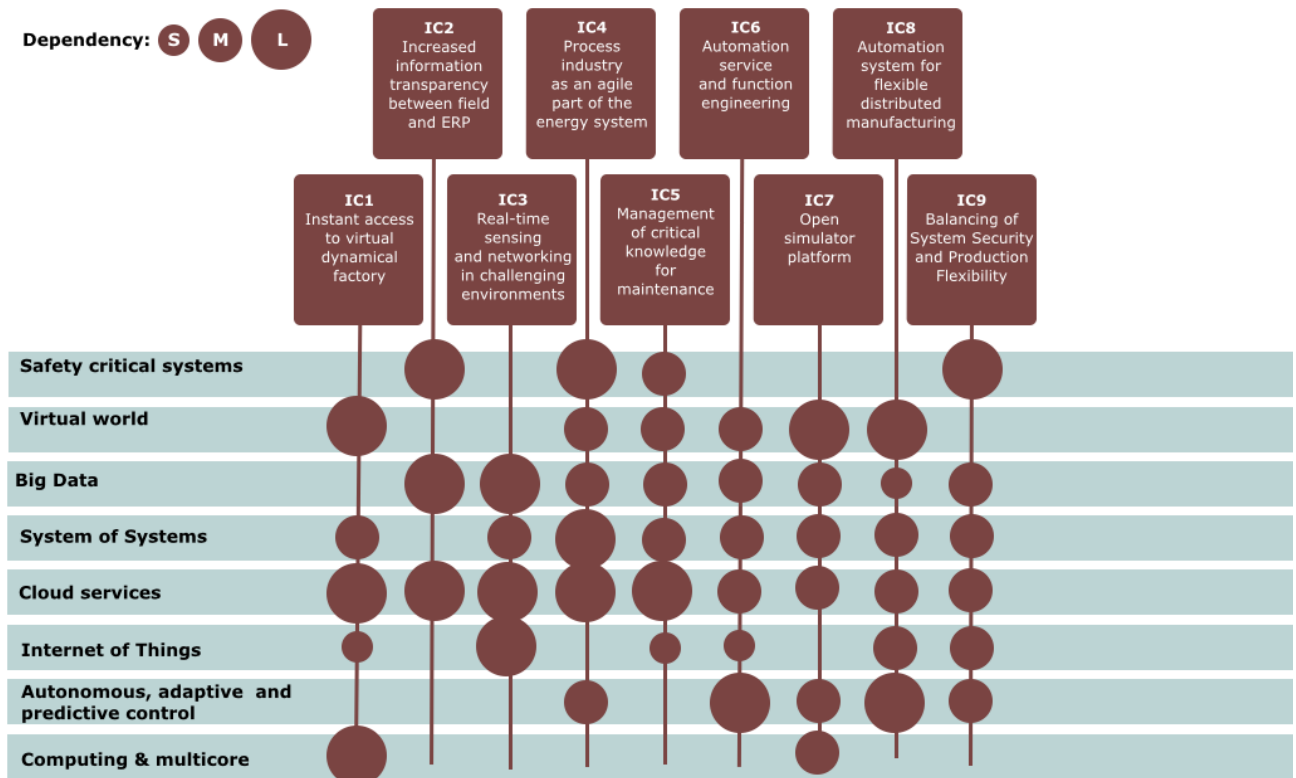 Dependency: S M L
IC2
Increased
information
transparency
between field
and ERP
IC4
Process
industry
as an agile
part of the
energy system
IC6
Automation
service
and function
engineering
IC8
Automation
system for
flexible
distributed
manufacturing
IC1
Instant access
to virtual
dynamical
factory
IC3
Real-time
sensing
and networking
in challenging
environments
IC5
Management
of critical
knowledge
for
maintenance
IC7
Open
simulator
platform
IC9
Balancing of
System Security
and Production
Flexibility
Safety critical systems
Virtual world
Big Data
System of Systems
Cloud services
Internet of Things
Autonomous, adaptive and
predictive control
Computing & multicore